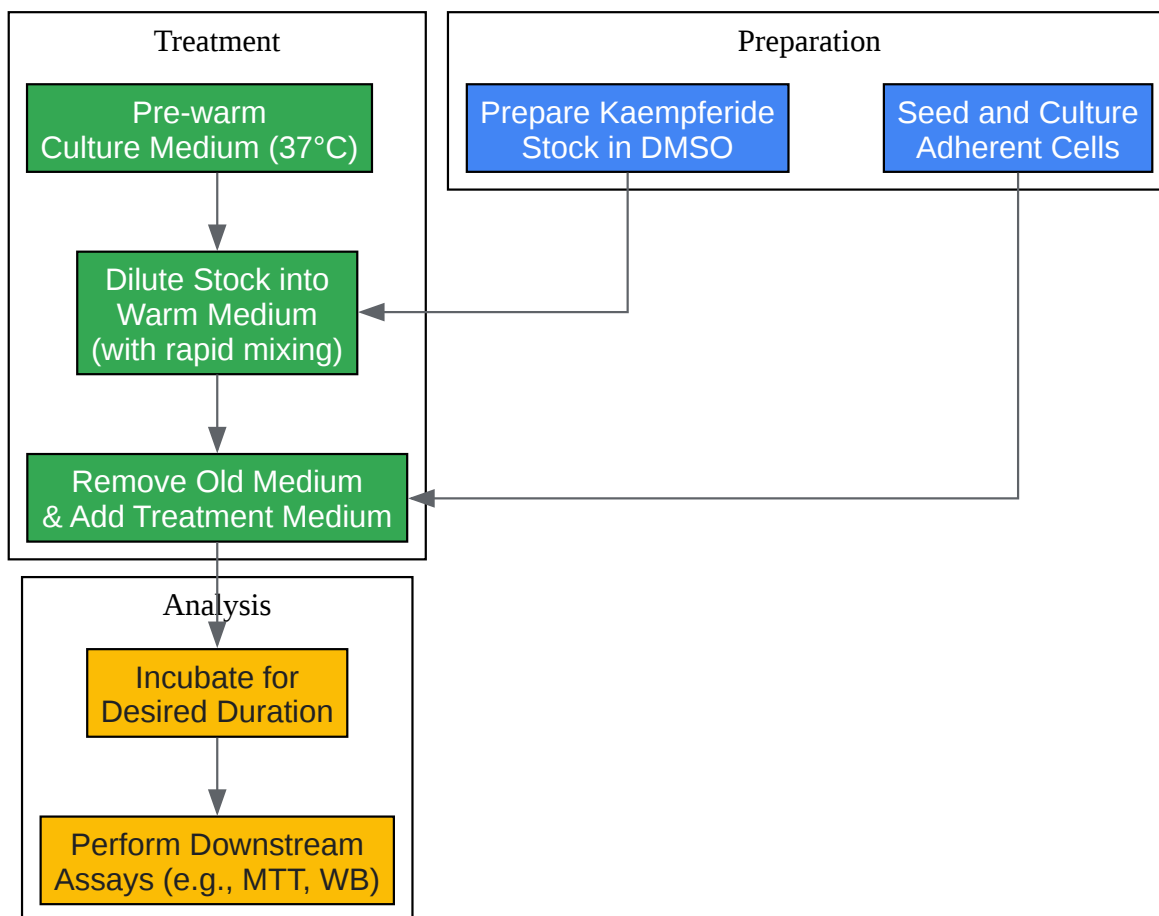 Treatment
Pre-warm
Culture Medium (37°C)
Dilute Stock into
Warm Medium
(with rapid mixing)
Remove Old Medium
& Add Treatment Medium
Preparation
Prepare Kaempferide
Stock in DMSO
Seed and Culture
Adherent Cells
Analysis
Incubate for
Desired Duration
Perform Downstream
Assays (e.g., MTT, WB)